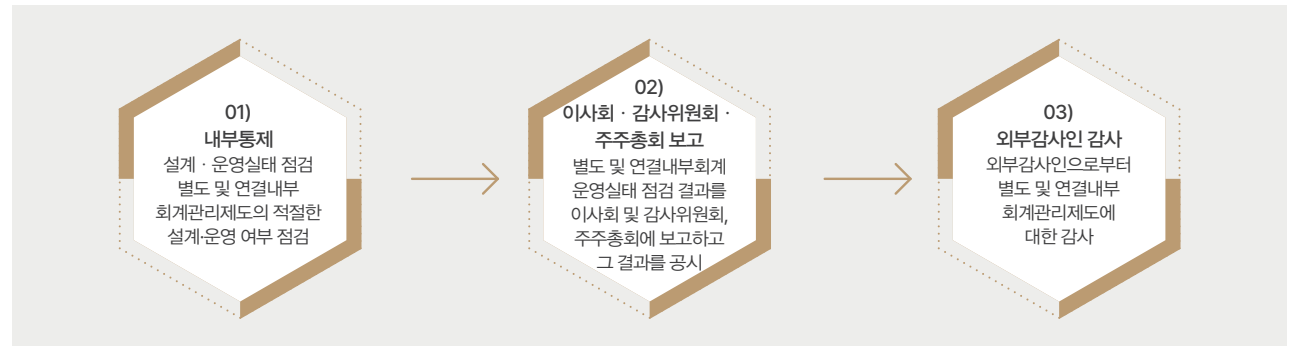 01)
내부통제
설계 · 운영실태 점검
별도 및 연결내부
회계관리제도의 적절한
설계·운영 여부 점검
02)
이사회 · 감사위원회 ·
주주총회 보고
별도 및 연결내부회계
운영실태 점검 결과를
이사회 및 감사위원회,
주주총회에 보고하고
그 결과를 공시
03)
외부감사인 감사
외부감사인으로부터
별도 및 연결내부
회계관리제도에
대한 감사